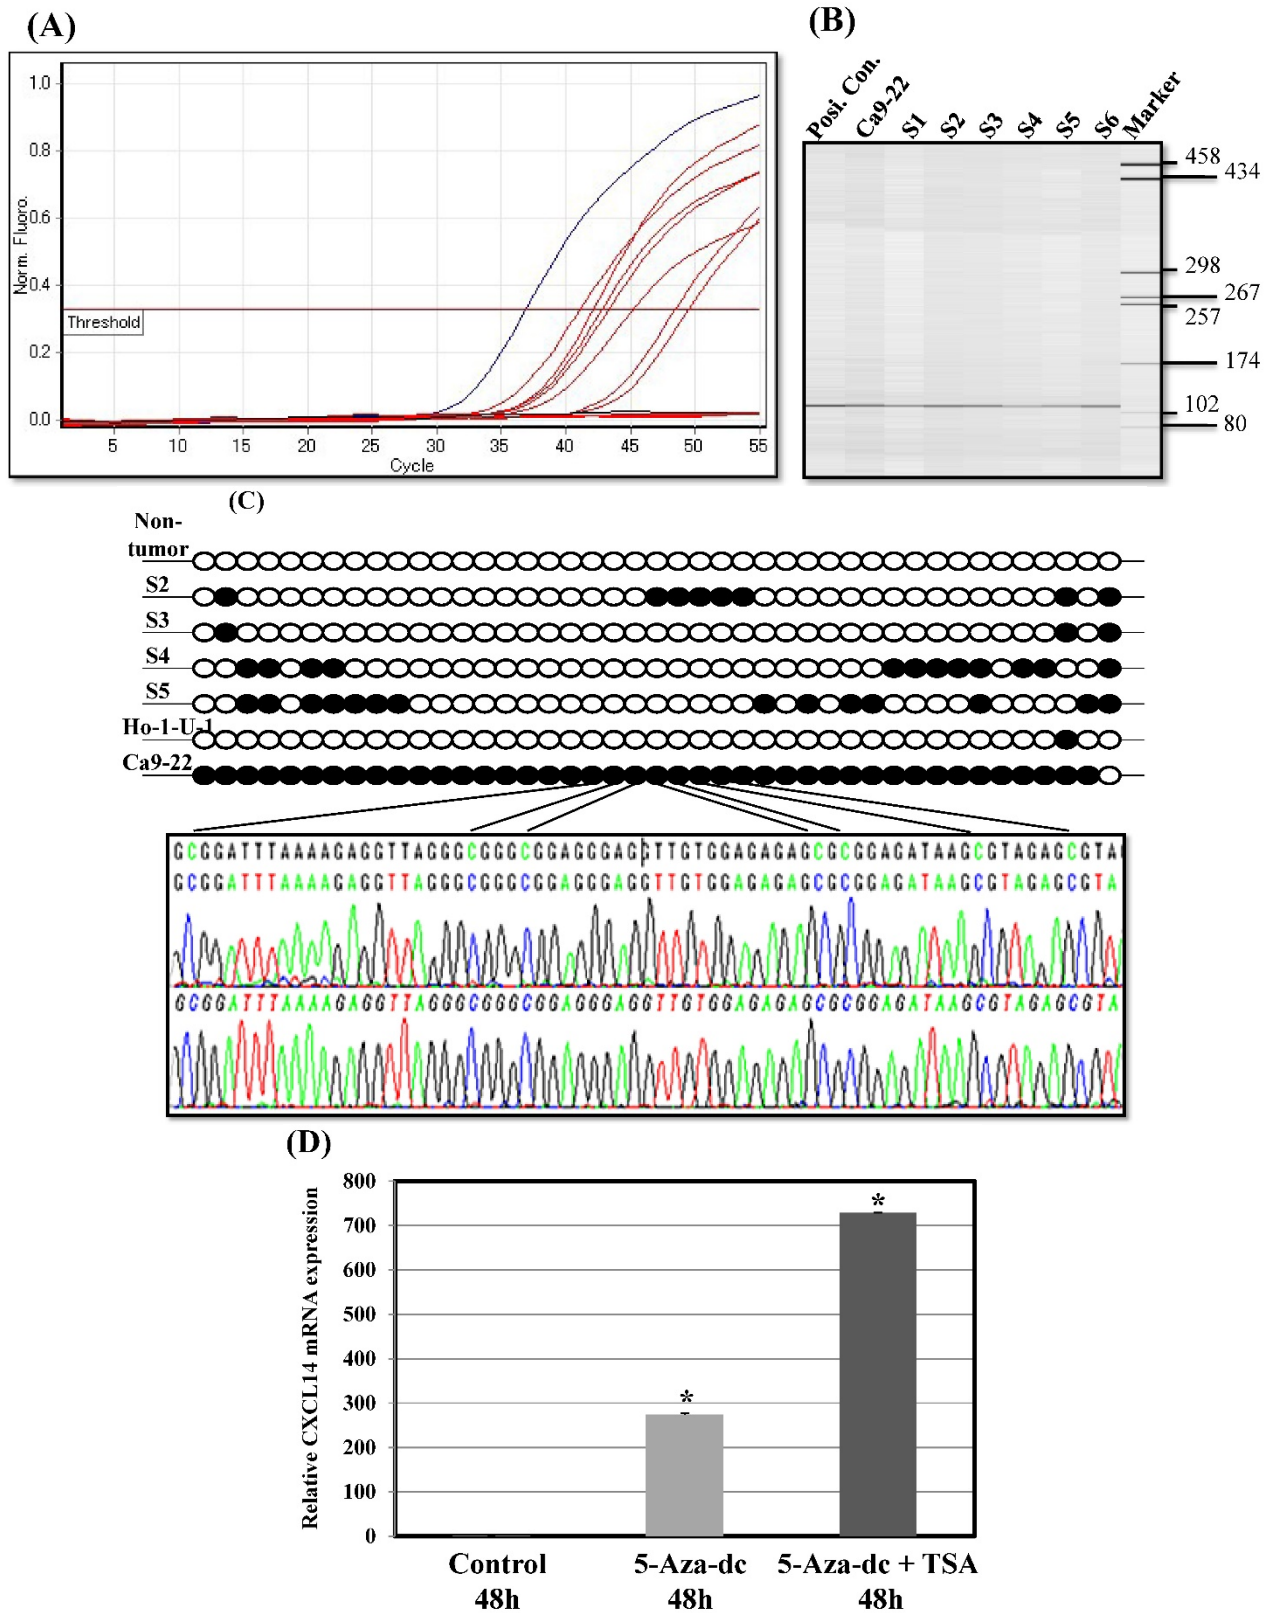 (A)
Norm. Fluoro.
1.0
0.8
0.6
0.4
0.2
0.0
Threshold
5 10 15 20 25 30 35 40 45 50 55
Cycle
(B)
Posi. Con. Ca9-22 S1 S2 S3 S4 S5 S6 Marker
458
434
298
267
257
174
102
80
(C)
Non-
tumor
S2
S3
S4
S5
Ho-1-U-1
Ca9-22
GCGGATTTAAAAGAGGTTAGGGCGGGCGGAGGGAGGTTGTGGAGAGAGCGCGGAGATAAGCGTAGAGCGTA
GCGGATTTAAAAGAGGTTAGGGCGGGCGGAGGGAGGTTGTGGAGAGAGCGCGGAGATAAGCGTAGAGCGTA
GCGGATTTAAAAGAGGTTAGGGCGGGCGGAGGGAGGTTGTGGAGAGAGCGCGGAGATAAGCGTAGAGCGTA
(D)
Relative CXCL14 mRNA expression
800
700
600
500
400
300
200
100
0
*
*
Control 5-Aza-dc 5-Aza-dc + TSA
48h 48h 48h